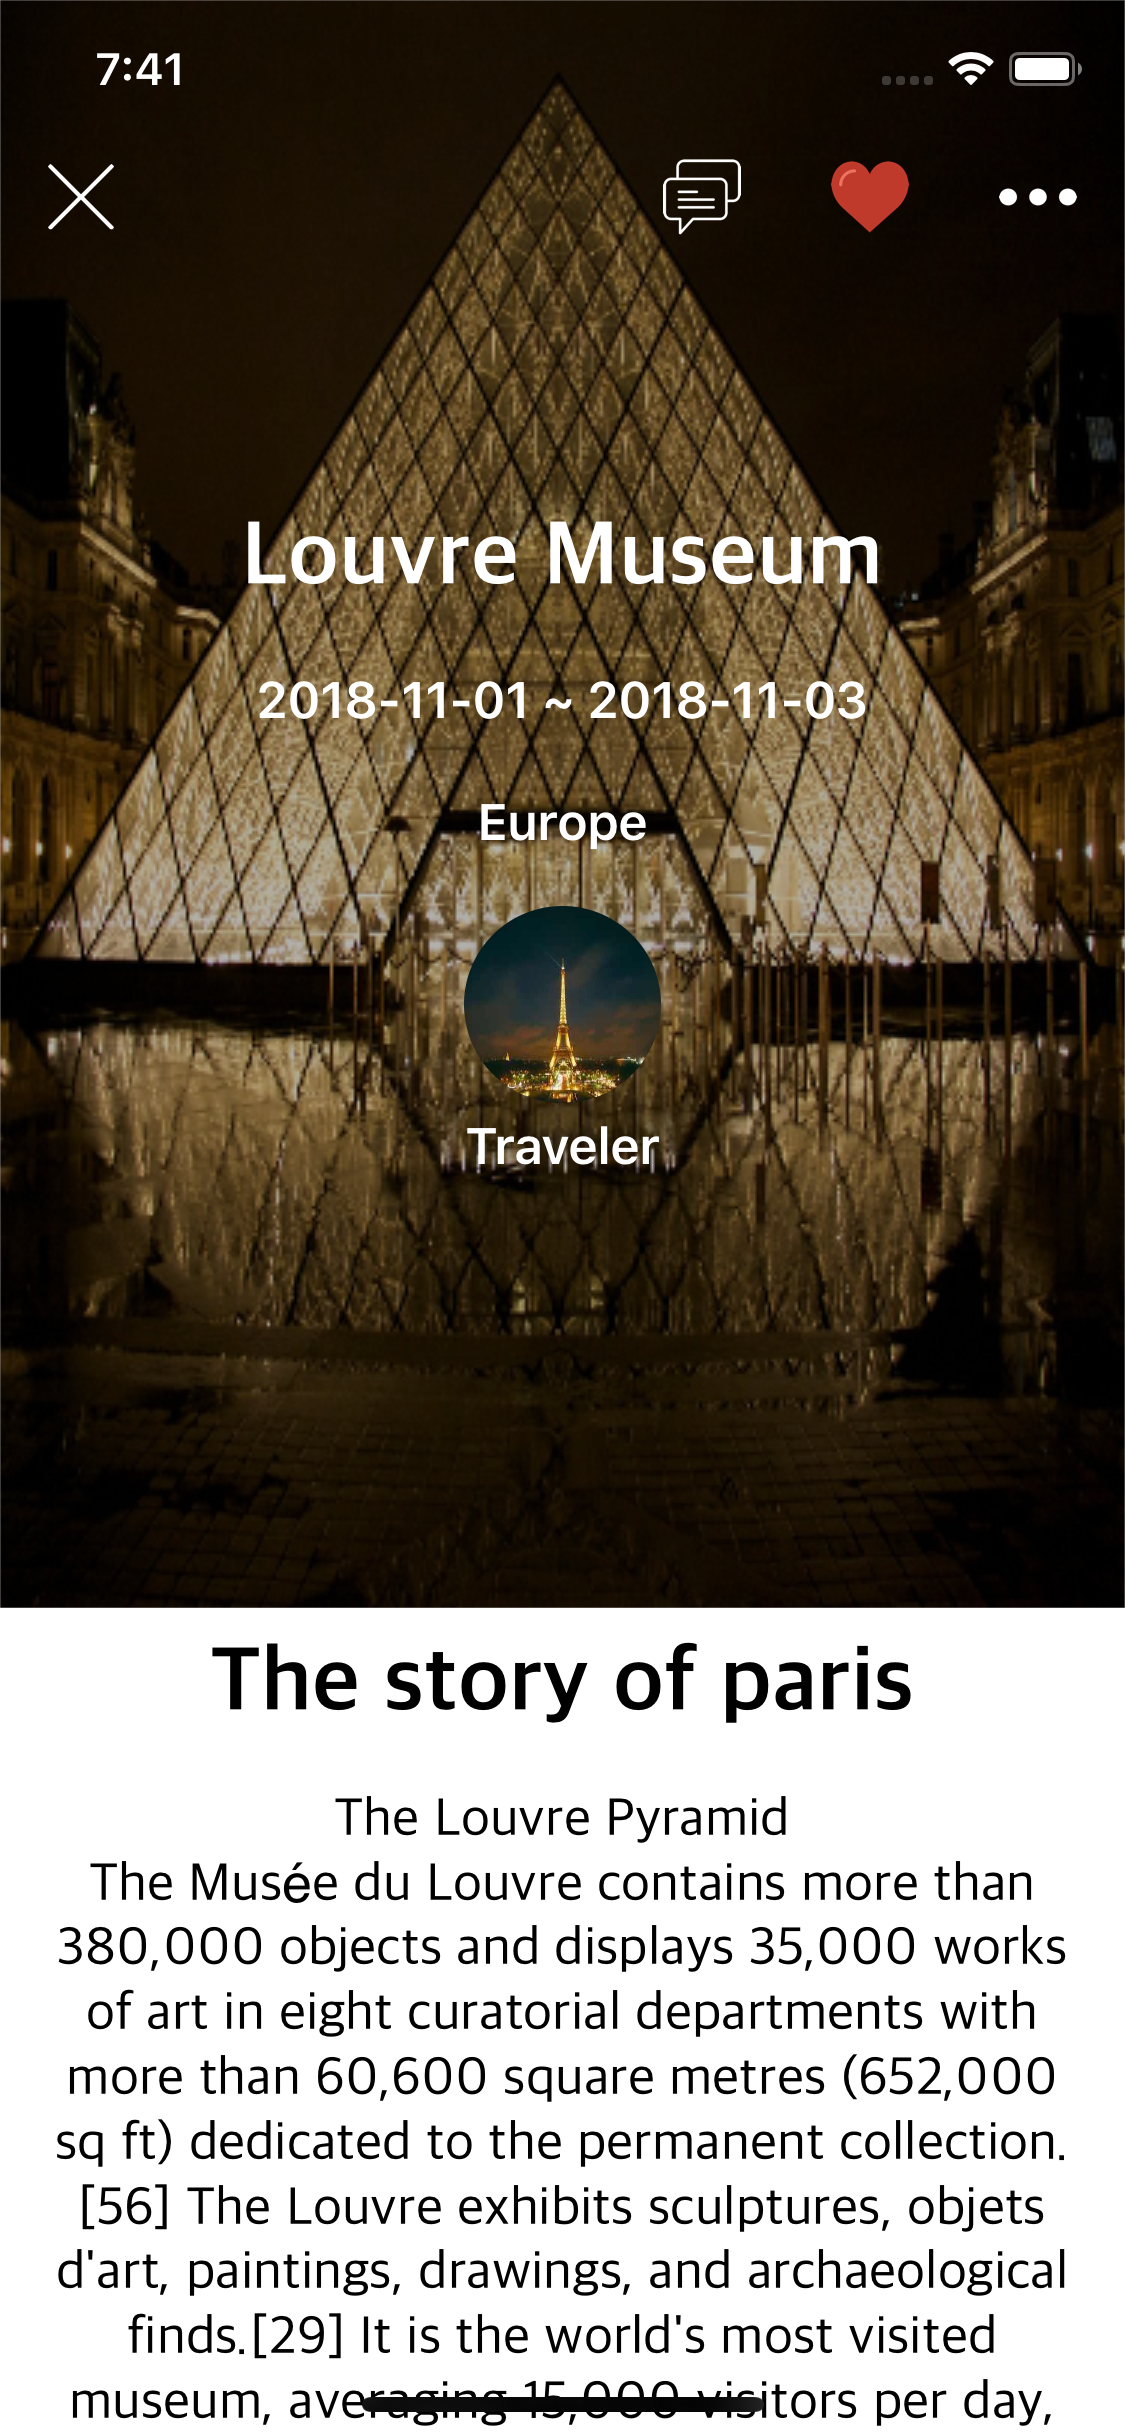 7:41
Louvre Museum
2018-11-01 ~ 2018-11-03
Europe
Traveler
The story of paris
The Louvre Pyramid
The Musée du Louvre contains more than
380,000 objects and displays 35,000 works
of art in eight curatorial departments with
more than 60,600 square metres (652,000
sq ft) dedicated to the permanent collection.
[56] The Louvre exhibits sculptures, objets
d'art, paintings, drawings, and archaeological
finds.[29] It is the world's most visited
museum, averaging 15,000 visitors per day,